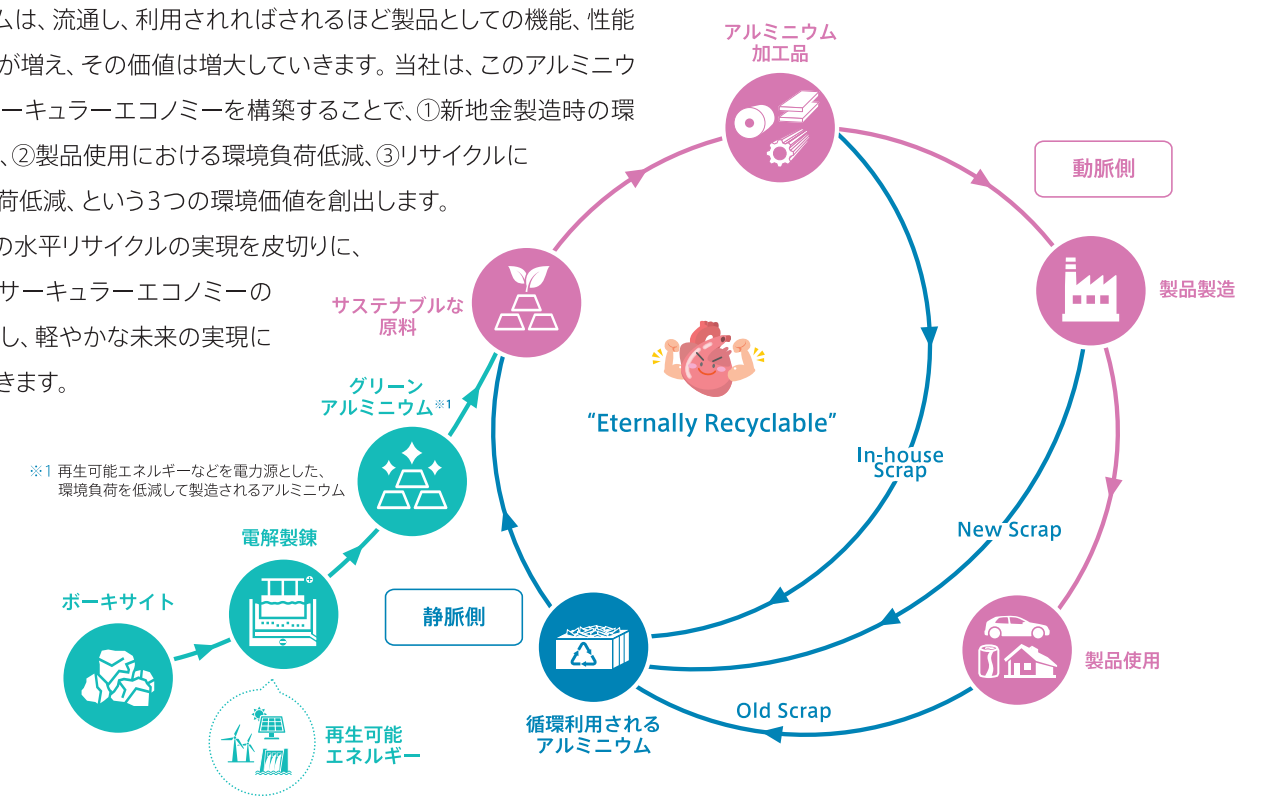 ムは、流通し、利用されればされるほど製品としての機能、性能
が増え、その価値は増大していきます。当社は、このアルミニウ
ーキュラーエコノミーを構築することで、①新地金製造時の環
、②製品使用における環境負荷低減、③リサイクルに
荷低減、という3つの環境価値を創出します。
の水平リサイクルの実現を皮切りに、
サーキュラーエコノミーの
し、軽やかな未来の実現に
きます。
アルミニウム
加工品
動脈側
製品製造
サステナブルな
原料
グリーン
アルミニウム※1
“Eternally Recyclable”
In-house
Scrap
※1 再生可能エネルギーなどを電力源とした、
環境負荷を低減して製造されるアルミニウム
New Scrap
電解製錬
ボーキサイト
静脈側
製品使用
Old Scrap
循環利用される
アルミニウム
再生可能
エネルギー